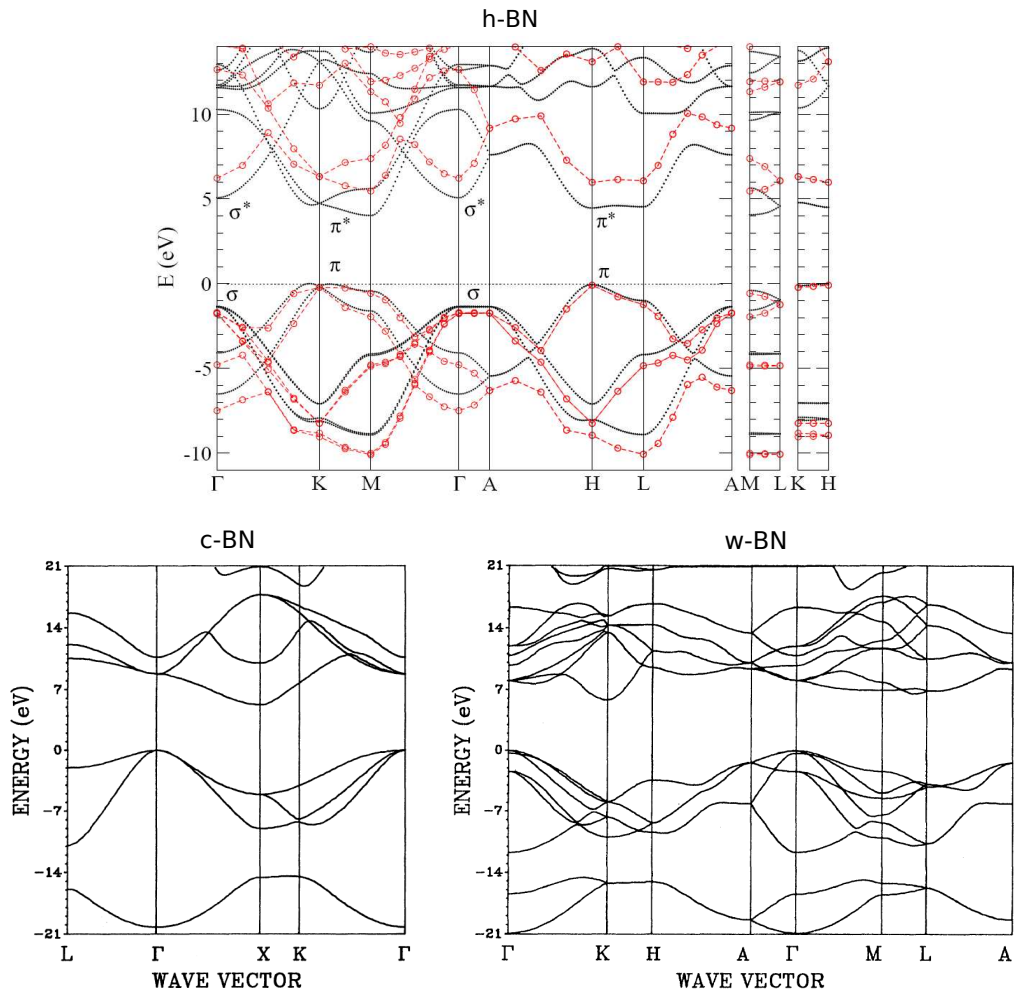 h-BN
10
5
0
-5
-10
E (eV)
σ*
π*
π
σ
σ*
σ
π*
π
Γ K M Γ A H L A M L K H
c-BN
21
14
7
0
-7
-14
-21
ENERGY (eV)
L Γ X K Γ
WAVE VECTOR
w-BN
21
14
7
0
-7
-14
-21
ENERGY (eV)
Γ K H A Γ M L A
WAVE VECTOR